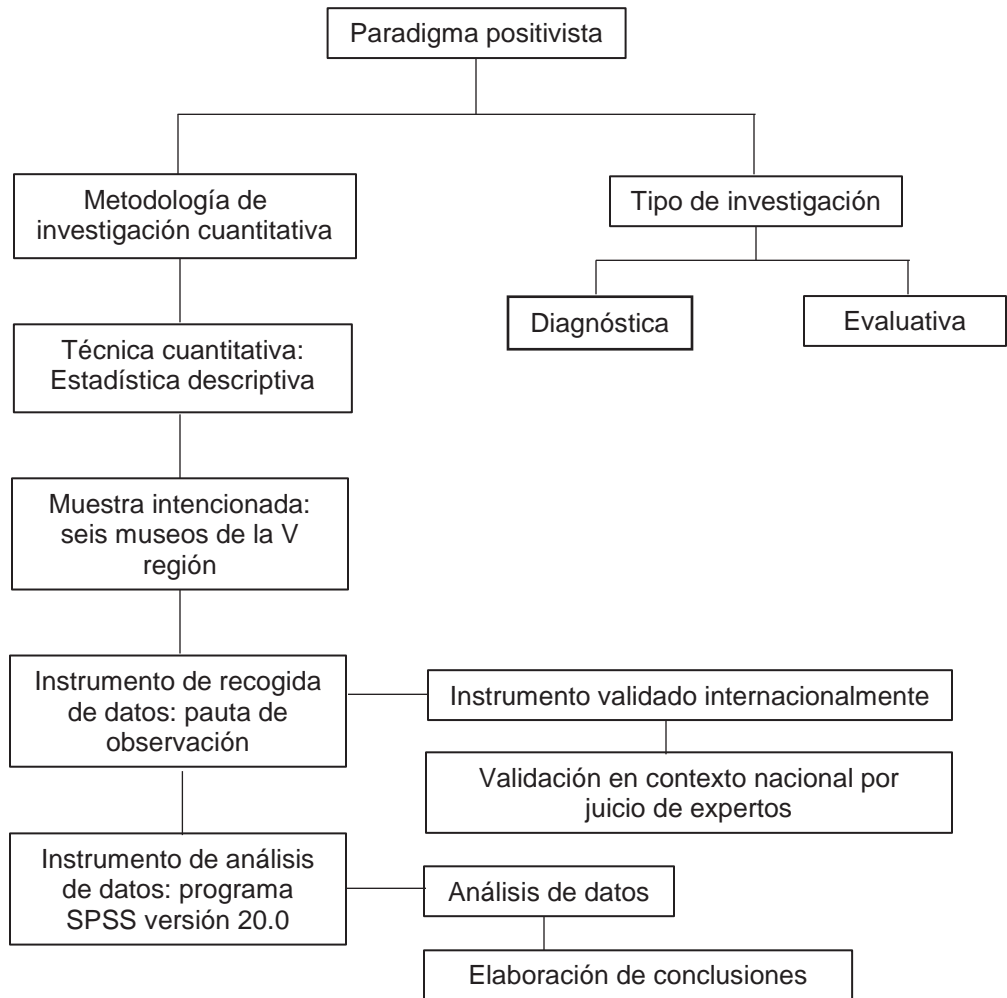 Paradigma positivista
Metodología de
investigación cuantitativa
Tipo de investigación
Diagnóstica
Evaluativa
Técnica cuantitativa:
Estadística descriptiva
Muestra intencionada:
seis museos de la V
región
Instrumento de recogida
de datos: pauta de
observación
Instrumento validado internacionalmente
Validación en contexto nacional por
juicio de expertos
Instrumento de análisis
de datos: programa
SPSS versión 20.0
Análisis de datos
Elaboración de conclusiones